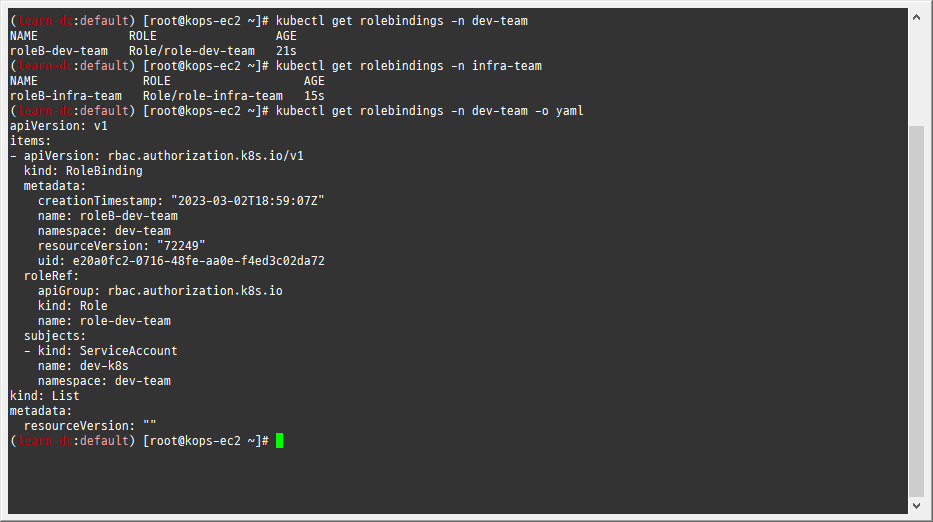 (learn-dc:default) [root@kops-ec2 ~]# kubectl get rolebindings -n dev-team
NAME             ROLE                 AGE
roleB-dev-team   Role/role-dev-team   21s
(learn-dc:default) [root@kops-ec2 ~]# kubectl get rolebindings -n infra-team
NAME               ROLE                   AGE
roleB-infra-team   Role/role-infra-team   15s
(learn-dc:default) [root@kops-ec2 ~]# kubectl get rolebindings -n dev-team -o yaml
apiVersion: v1
items:
- apiVersion: rbac.authorization.k8s.io/v1
  kind: RoleBinding
  metadata:
    creationTimestamp: "2023-03-02T18:59:07Z"
    name: roleB-dev-team
    namespace: dev-team
    resourceVersion: "72249"
    uid: e20a0fc2-0716-48fe-aa0e-f4ed3c02da72
  roleRef:
    apiGroup: rbac.authorization.k8s.io
    kind: Role
    name: role-dev-team
  subjects:
  - kind: ServiceAccount
    name: dev-k8s
    namespace: dev-team
kind: List
metadata:
  resourceVersion: ""
(learn-dc:default) [root@kops-ec2 ~]#